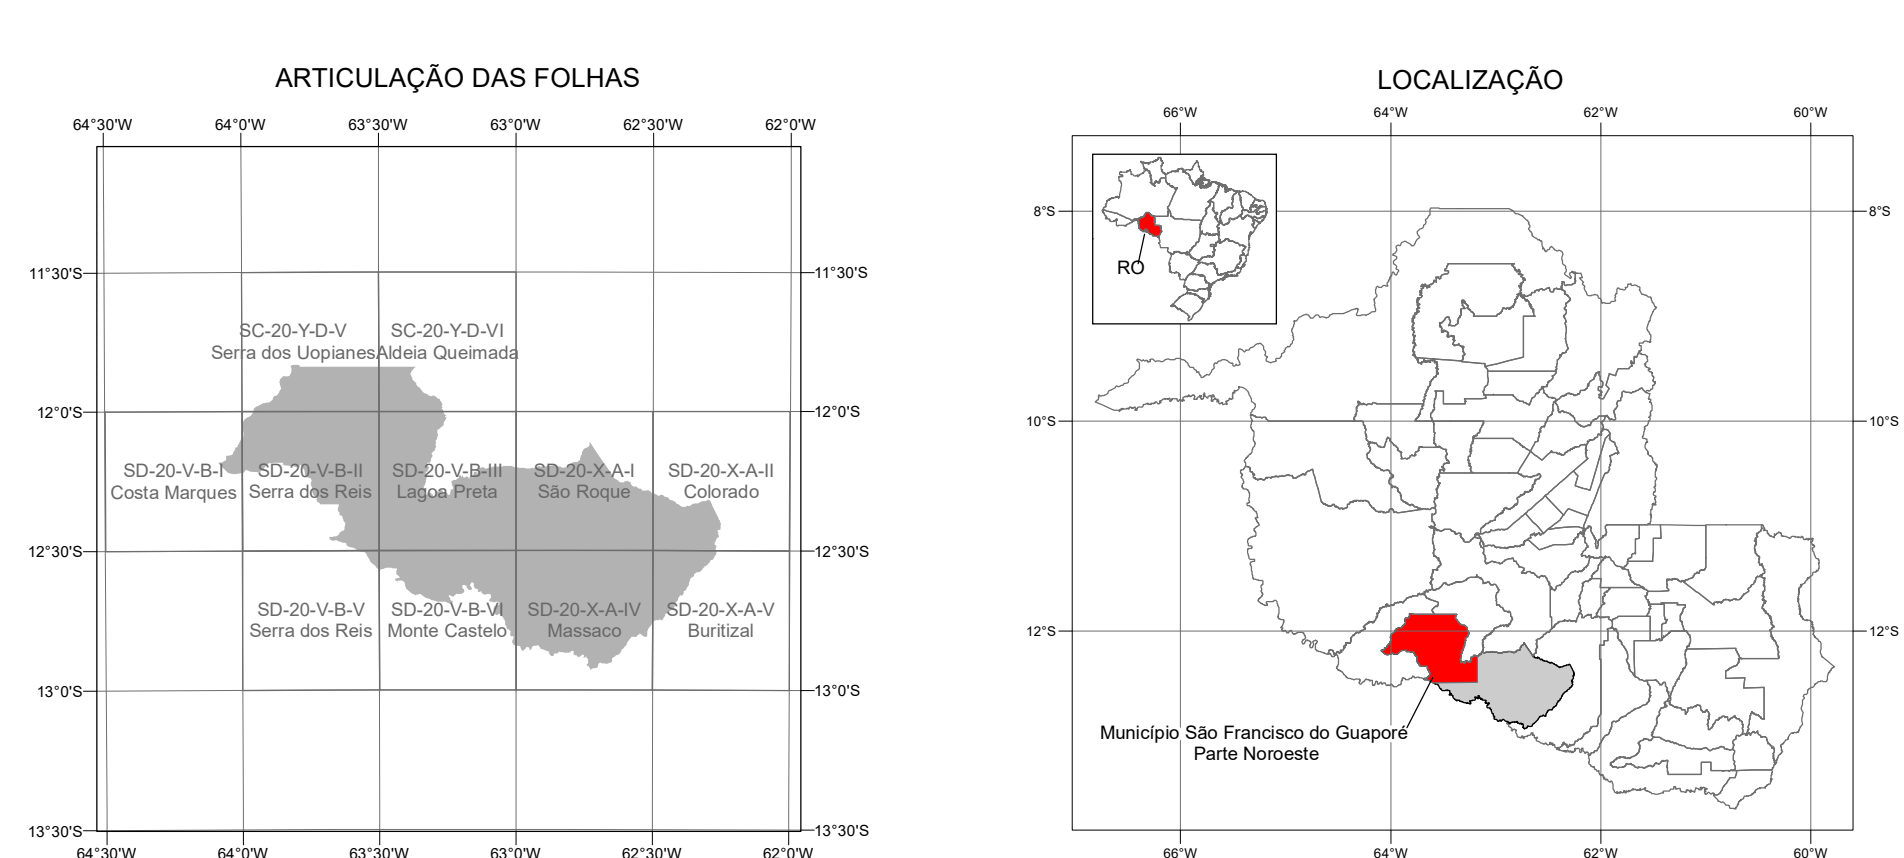 ARTICULAÇÃO DAS FOLHAS
64°30'W 64°0'W 63°30'W 63°0'W 62°30'W 62°0'W
11°30'S 11°30'S
SC-20-Y-D-V SC-20-Y-D-VI
Serra dos Uopianes Aldeia Queimada
12°0'S 12°0'S
SD-20-V-B-I SD-20-V-B-II SD-20-V-B-III SD-20-X-A-I SD-20-X-A-II
Costa Marques Serra dos Reis Lagoa Preta São Roque Colorado
12°30'S 12°30'S
SD-20-V-B-V SD-20-V-B-VI SD-20-X-A-IV SD-20-X-A-V
Serra dos Reis Monte Castelo Massaco Buritizal
13°0'S 13°0'S
13°30'S 13°30'S
64°30'W 64°0'W 63°30'W 63°0'W 62°30'W 62°0'W
LOCALIZAÇÃO
66°W 64°W 62°W 60°W
8°S 8°S
RO
10°S 10°S
12°S 12°S
Município São Francisco do Guaporé
Parte Noroeste
66°W 64°W 62°W 60°W